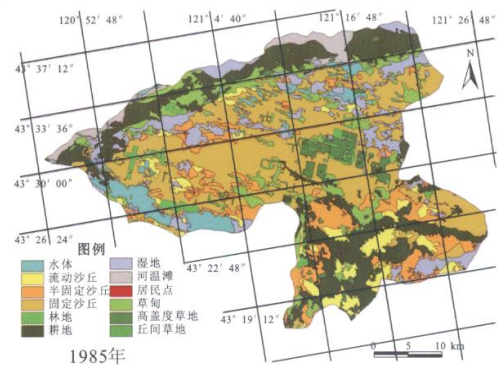 120 °52′48″
121 °4′40″
121 °16′48″
121 °26′48″
N
43 °37′12″
43 °33′36″
43 °30′00″
43 °26′24″
43 °22′48″
43 °19′12″
图例
水体
湿地
流动沙丘
河温滩
半固定沙丘
居民点
固定沙丘
草甸
林地
高盖度草地
耕地
丘间草地
0 5 10 km
1985年